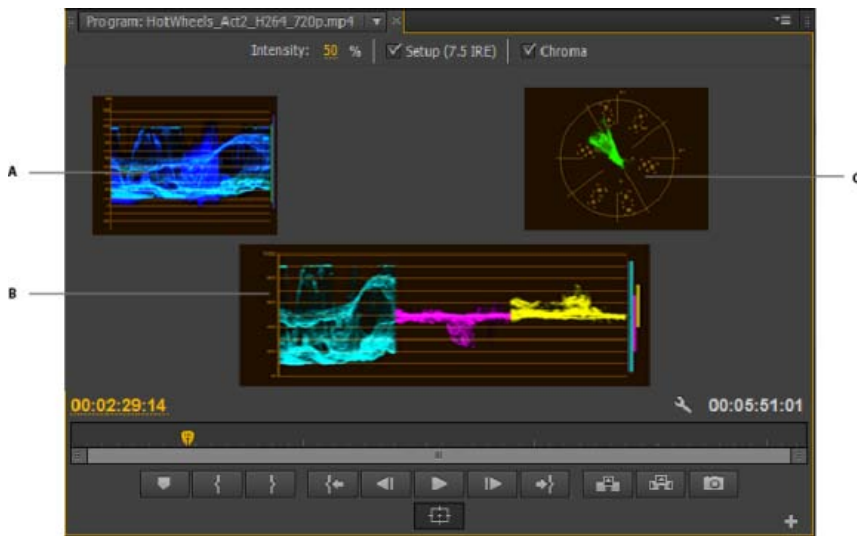 Program: HotWheels_Act2_H264_720p.mp4
Intensity: 50 % Setup (7.5 IRE) Chroma
A
C
B
00:02:29:14 00:05:51:01